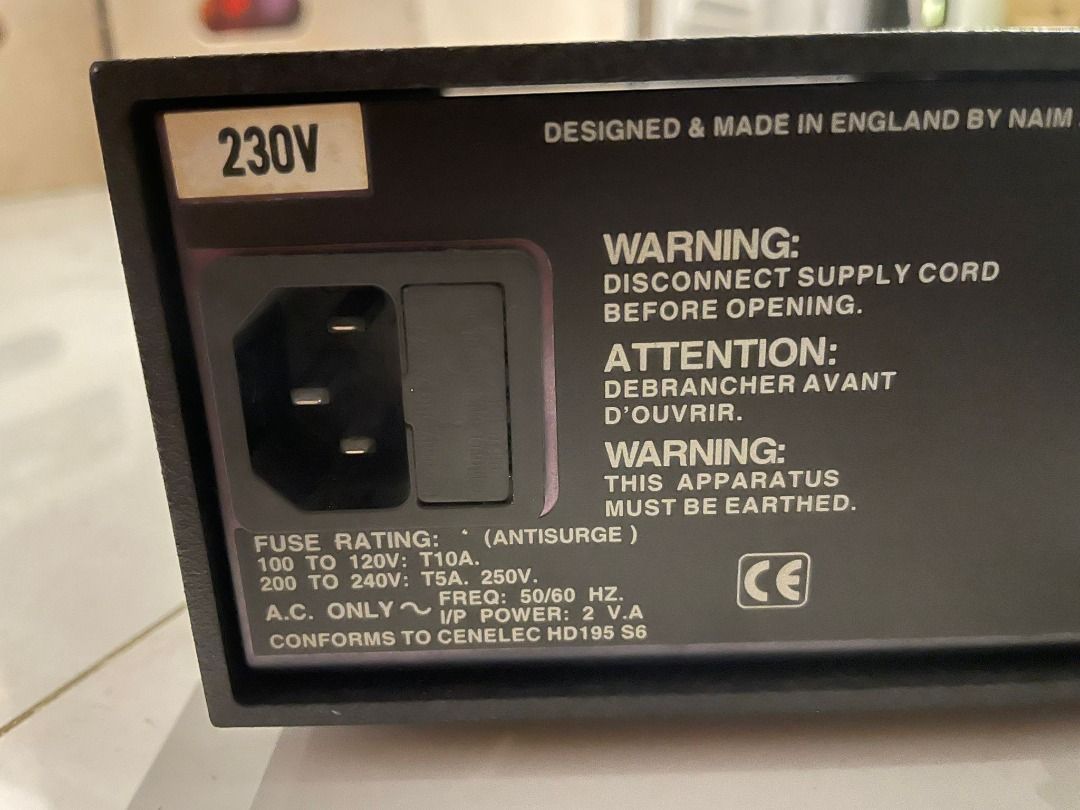 230V
DESIGNED & MADE IN ENGLAND BY NAIM
WARNING:
DISCONNECT SUPPLY CORD
BEFORE OPENING.
ATTENTION:
DEBRANCHER AVANT
D'OUVRIR.
WARNING:
THIS APPARATUS
MUST BE EARTHED.
FUSE RATING: * (ANTISURGE )
100 TO 120V: T10A.
200 TO 240V: T5A. 250V.
A.C. ONLY ~ FREQ: 50/60 HZ.
I/P POWER: 2 V.A
CONFORMS TO CENELEC HD195 S6
CE